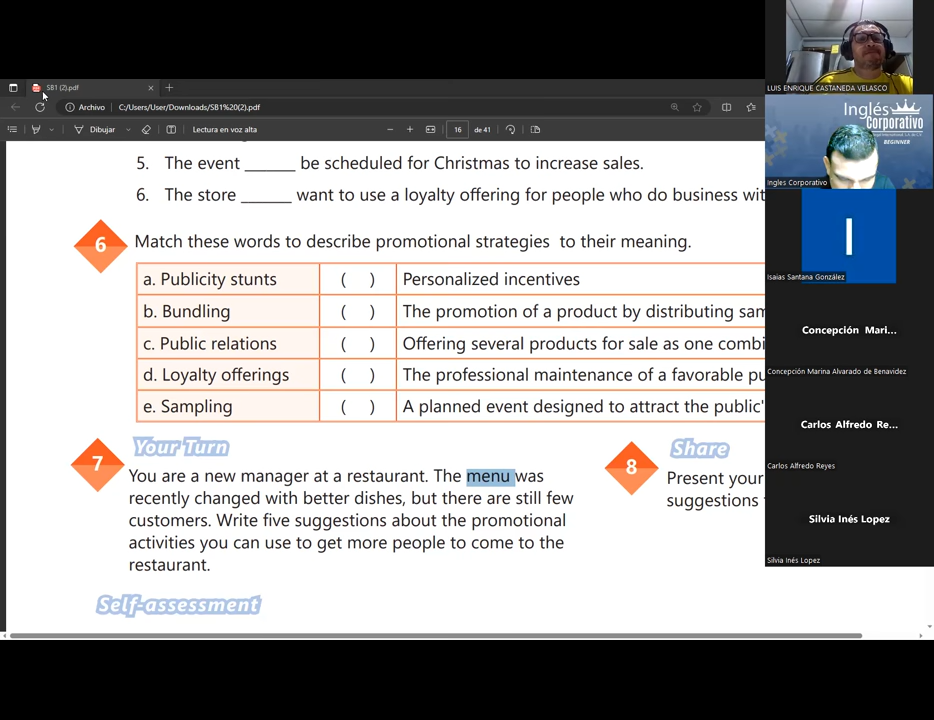 SB1 (2).pdf
Archivo
C:/Users/User/Downloads/SB1%20(2).pdf
Dibujar
Lectura en voz alta
16
de 41
5. The event ______ be scheduled for Christmas to increase sales.
6. The store ______ want to use a loyalty offering for people who do business wit
6
Match these words to describe promotional strategies to their meaning.
a. Publicity stunts ( ) Personalized incentives
b. Bundling ( ) The promotion of a product by distributing sam
c. Public relations ( ) Offering several products for sale as one combi
d. Loyalty offerings ( ) The professional maintenance of a favorable pu
e. Sampling ( ) A planned event designed to attract the public'
Your Turn
7
You are a new manager at a restaurant. The menu was
recently changed with better dishes, but there are still few
customers. Write five suggestions about the promotional
activities you can use to get more people to come to the
restaurant.
Share
8
Present your
suggestions
Self-assessment
LUIS ENRIQUE CASTANEDA VELASCO
Inglés
Corporativo
BEGINNER
Ingles Corporativo
I
Isaias Santana González
Concepción Mari...
Concepción Marina Alvarado de Benavidez
Carlos Alfredo Re...
Carlos Alfredo Reyes
Silvia Inés Lopez
Silvia Inés Lopez